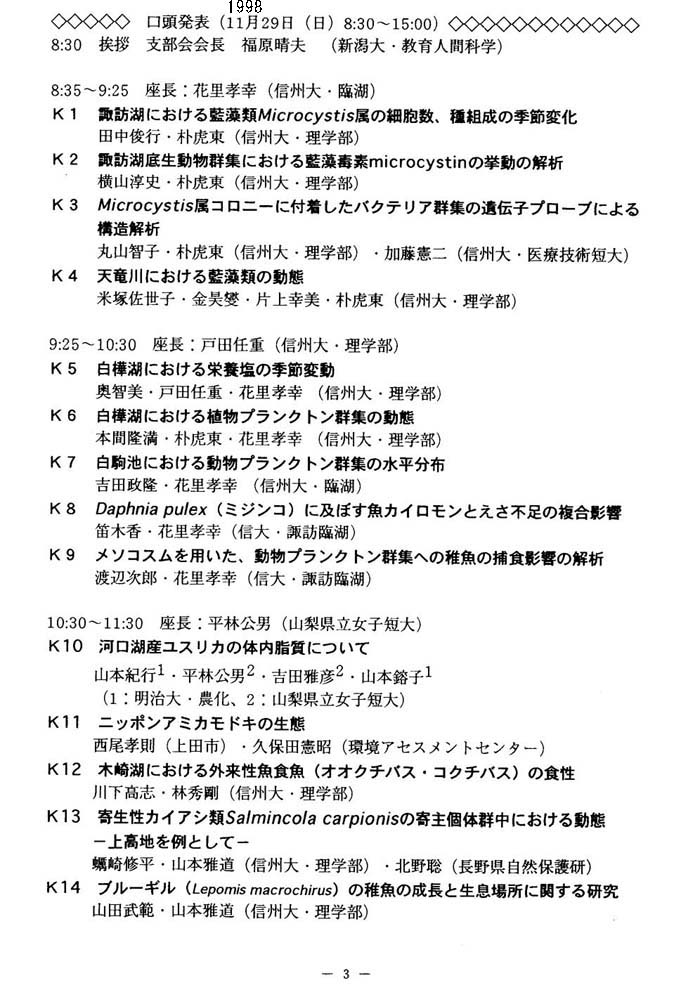 1998
◇◇◇◇◇ 口頭発表（11月29日（日）8:30～15:00）◇◇◇◇◇◇◇◇◇◇◇◇
8:30 挨拶 支部会会長 福原晴夫 （新潟大・教育人間科学）
8:35～9:25 座長：花里孝幸（信州大・臨湖）
K1 諏訪湖における藍藻類Microcystis属の細胞数、種組成の季節変化
田中俊行・朴虎東（信州大・理学部）
K2 諏訪湖底生動物群集における藍藻毒素microcystinの挙動の解析
横山淳史・朴虎東（信州大・理学部）
K3 Microcystis属コロニーに付着したバクテリア群集の遺伝子プローブによる
構造解析
丸山智子・朴虎東（信州大・理学部）・加藤憲二（信州大・医療技術短大）
K4 天竜川における藍藻類の動態
米塚佐世子・金昊燮・片上幸美・朴虎東（信州大・理学部）
9:25～10:30 座長：戸田任重（信州大・理学部）
K5 白樺湖における栄養塩の季節変動
奥智美・戸田任重・花里孝幸 （信州大・理学部）
K6 白樺湖における植物プランクトン群集の動態
本間隆満・朴虎東・花里孝幸 （信州大・理学部）
K7 白駒池における動物プランクトン群集の水平分布
吉田政隆・花里孝幸 （信州大・臨湖）
K8 Daphnia pulex（ミジンコ）に及ぼす魚カイロモンとえさ不足の複合影響
笛木香・花里孝幸（信大・諏訪臨湖）
K9 メソコスムを用いた、動物プランクトン群集への稚魚の捕食影響の解析
渡辺次郎・花里孝幸（信大・諏訪臨湖）
10:30～11:30 座長：平林公男（山梨県立女子短大）
K10 河口湖産ユスリカの体内脂質について
山本紀行1・平林公男2・吉田雅彦2・山本鎔子1
（1：明治大・農化、2：山梨県立女子短大）
K11 ニッポンアミカモドキの生態
西尾孝則（上田市）・久保田憲昭（環境アセスメントセンター）
K12 木崎湖における外来性魚食魚（オオクチバス・コクチバス）の食性
川下高志・林秀剛（信州大・理学部）
K13 寄生性カイアシ類Salmincola carpionisの寄主個体群中における動態
－上高地を例として－
蠣崎修平・山本雅道（信州大・理学部）・北野聡（長野県自然保護研）
K14 ブルーギル（Lepomis macrochirus）の稚魚の成長と生息場所に関する研究
山田武範・山本雅道（信州大・理学部）
－ 3 －